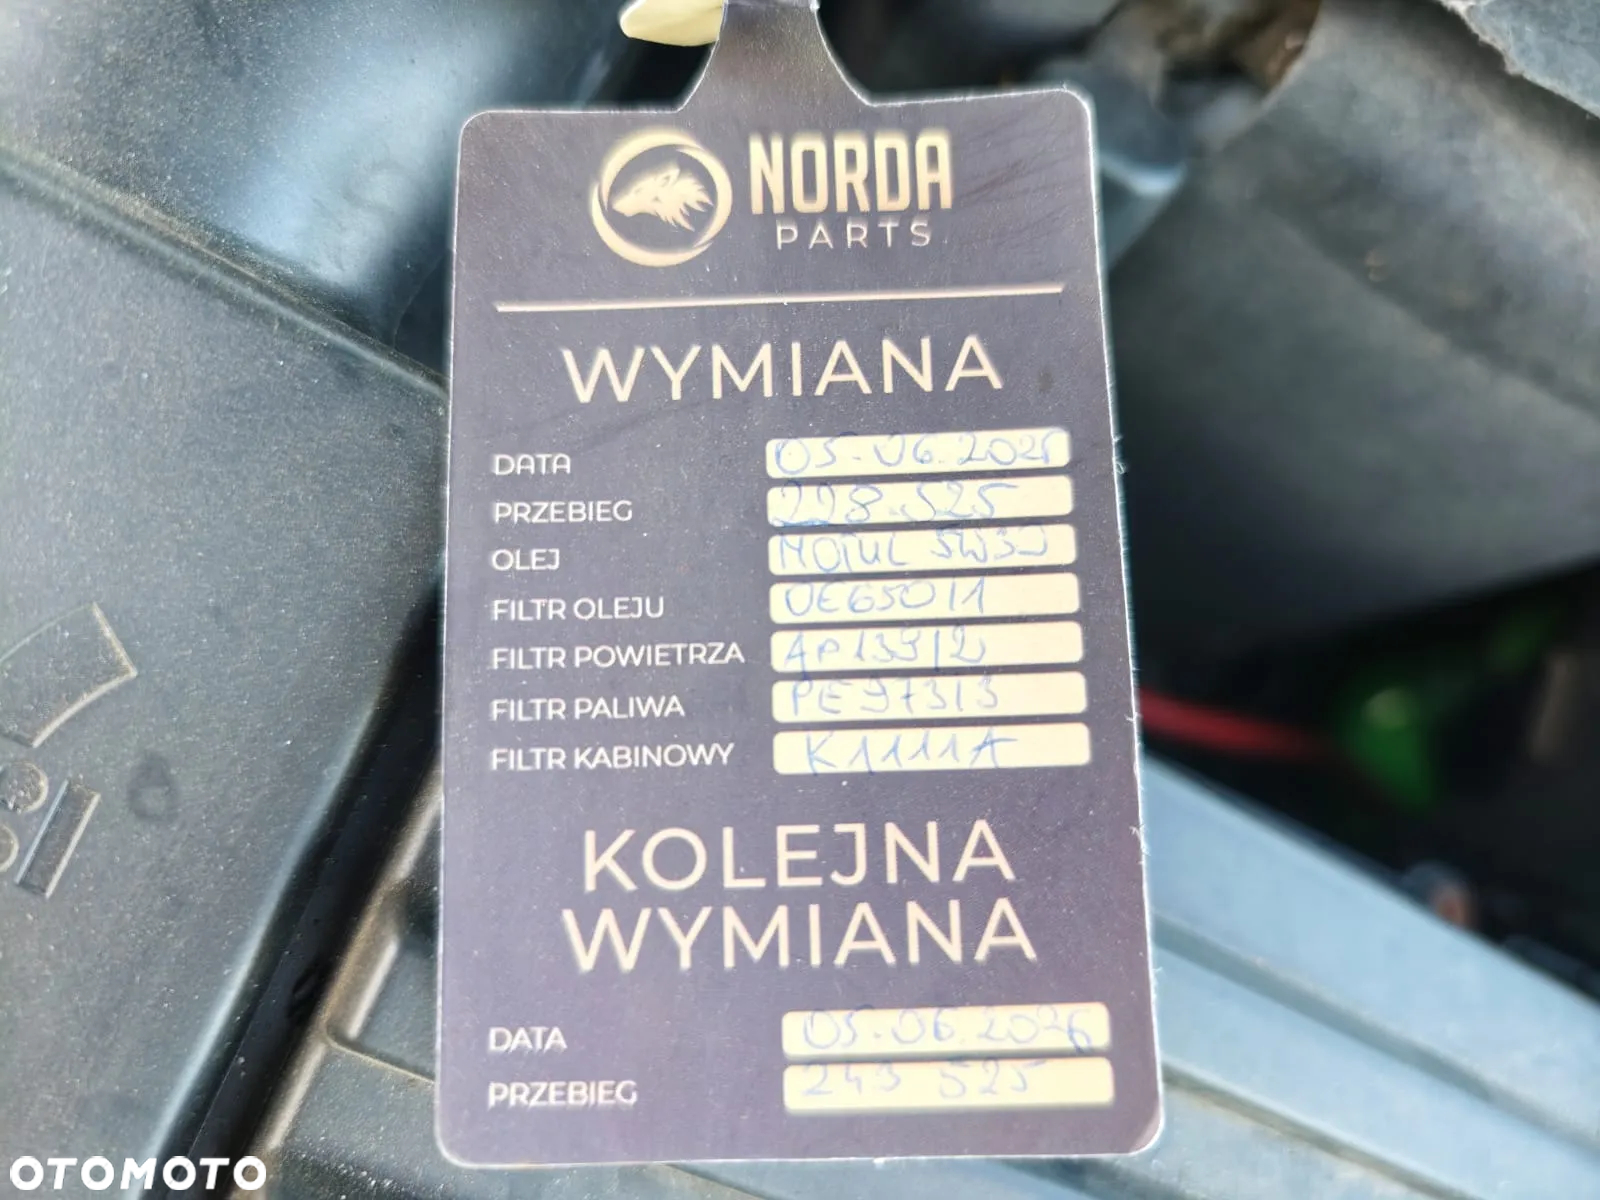 NORDA
PARTS
WYMIANA
DATA 05.06.2025
PRZEBIEG 228.525
OLEJ MOTUL 5W30
FILTR OLEJU OE650/1
FILTR POWIETRZA AP139/2
FILTR PALIWA PE973/3
FILTR KABINOWY K1111A
KOLEJNA
WYMIANA
DATA 05.06.2026
PRZEBIEG 243 525
OTOMOTO